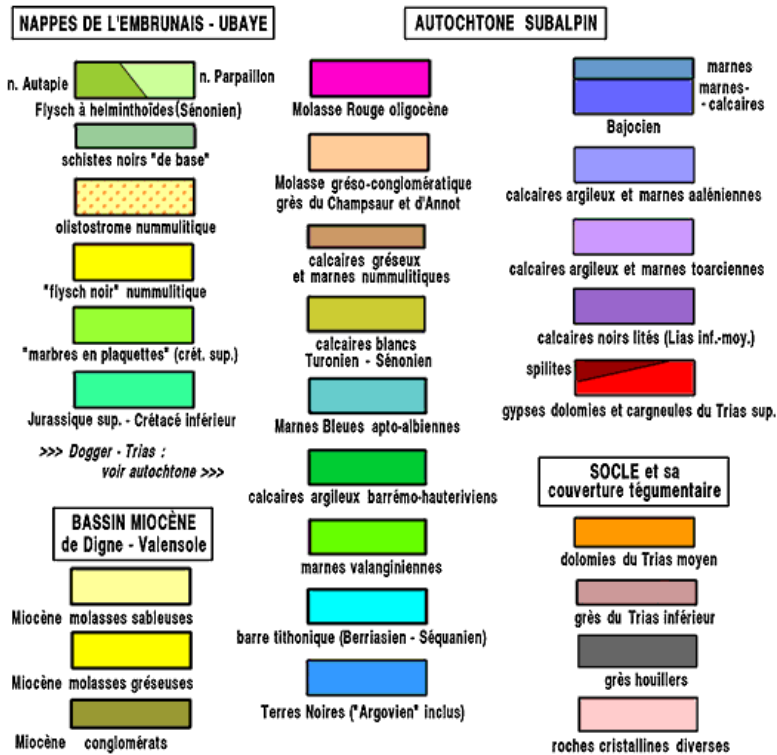 NAPPES DE L'EMBRUNAIS - UBAYE
n. Autapie
n. Parpaillon
Flysch à helminthoïdes (Sénonien)
schistes noirs "de base"
olistostrome nummulitique
"flysch noir" nummulitique
"marbres en plaquettes" (crét. sup.)
Jurassique sup. - Crétacé inférieur
>>> Dogger - Trias :
voir autochtone >>>
BASSIN MIOCÈNE
de Digne - Valensole
Miocène molasses sableuses
Miocène molasses gréseuses
Miocène conglomérats
AUTOCHTONE SUBALPIN
Molasse Rouge oligocène
Molasse gréso-conglomératique
grès du Champsaur et d'Annot
calcaires gréseux
et marnes nummulitiques
calcaires blancs
Turonien - Sénonien
Marnes Bleues apto-albiennes
calcaires argileux barrémo-hauteriviens
marnes valanginiennes
barre tithonique (Berriasien - Séquanien)
Terres Noires ("Argovien" inclus)
marnes
marnes-
-calcaires
Bajocien
calcaires argileux et marnes aaléniennes
calcaires argileux et marnes toarciennes
calcaires noirs lités (Lias inf.-moy.)
spilites
gypses dolomies et cargneules du Trias sup.
SOCLE et sa
couverture tégumentaire
dolomies du Trias moyen
grès du Trias inférieur
grès houillers
roches cristallines diverses